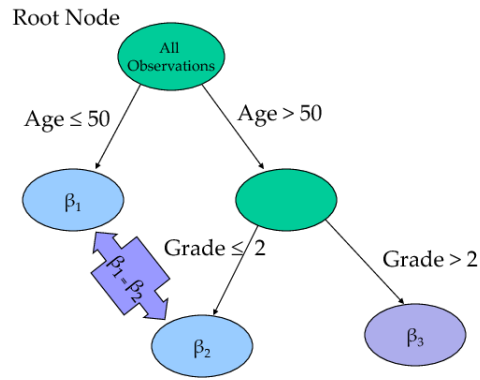 Root Node
All
Observations
Age ≤ 50
Age > 50
β₁
β₁ = β₂
Grade ≤ 2
Grade > 2
β₂
β₃